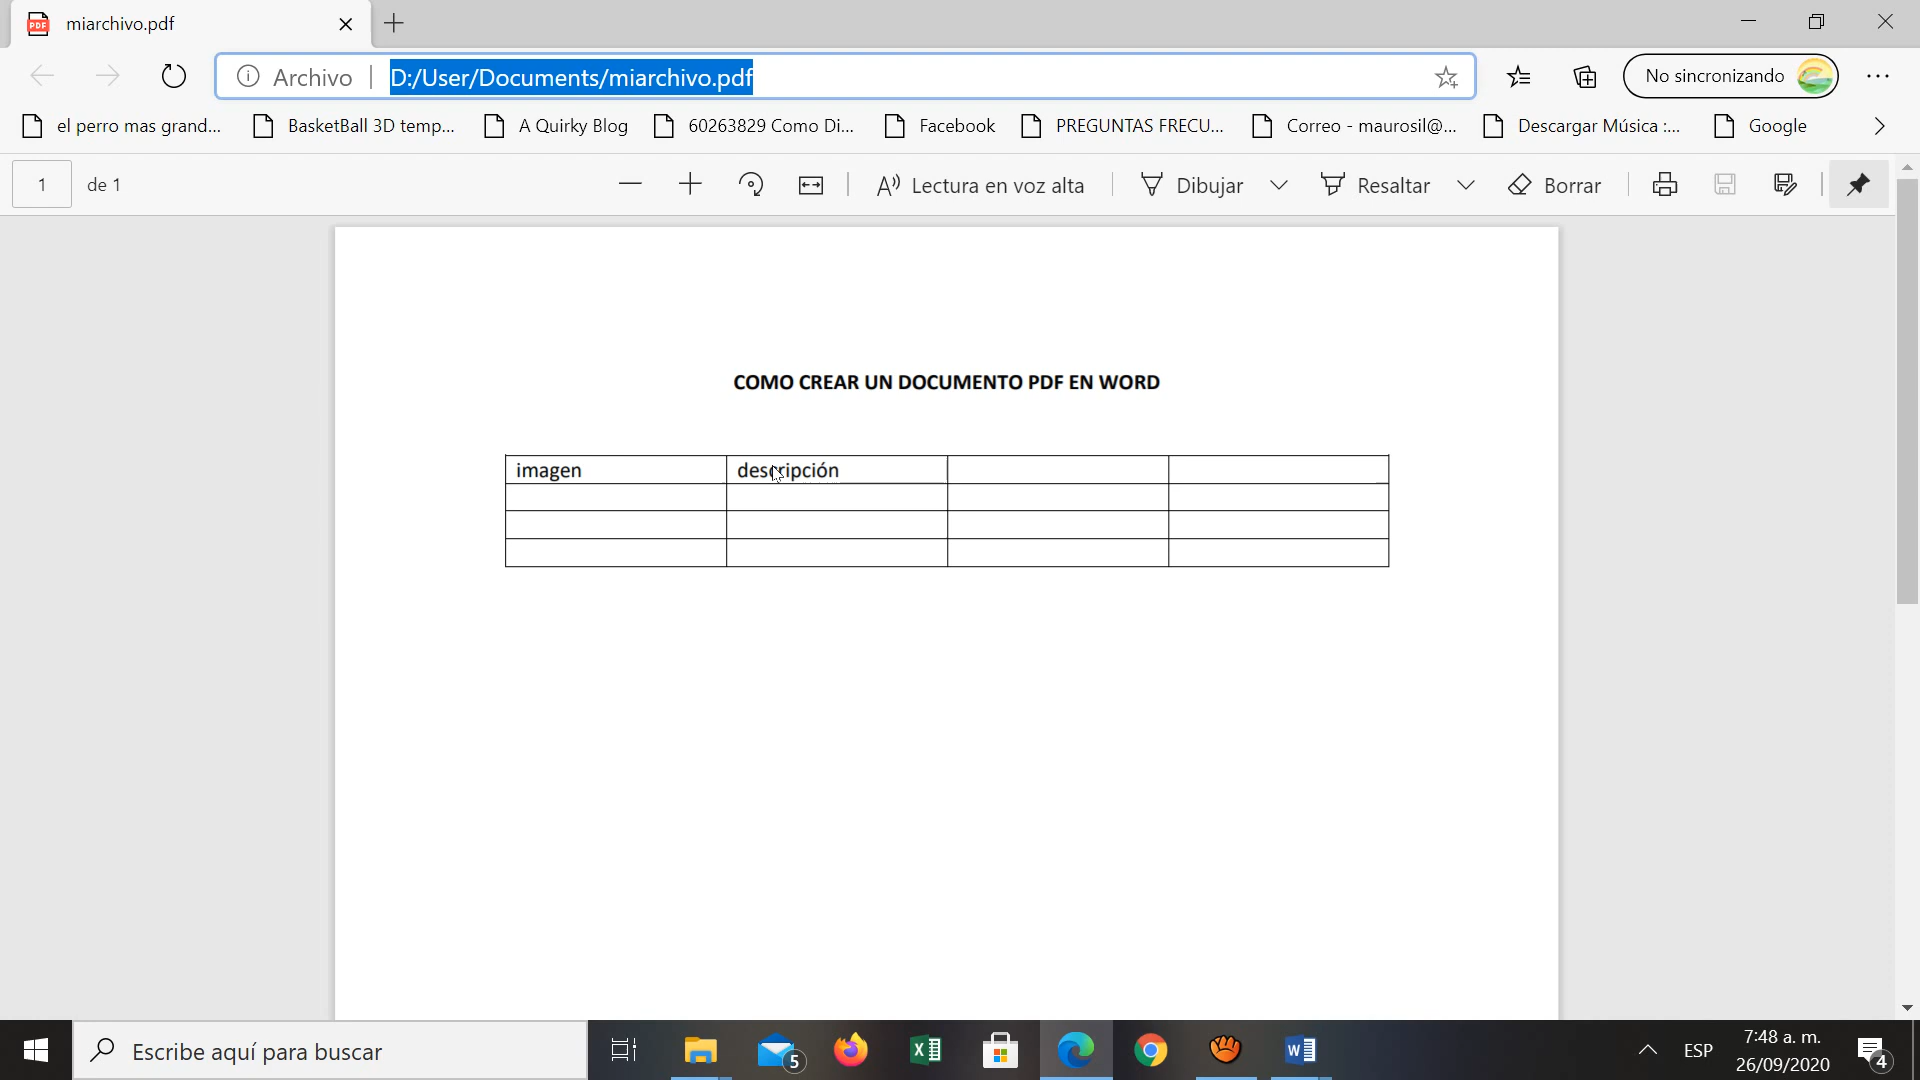 miarchivo.pdf
Archivo D:/User/Documents/miarchivo.pdf No sincronizando
el perro mas grand... BasketBall 3D temp... A Quirky Blog 60263829 Como Di... Facebook PREGUNTAS FRECU... Correo - maurosil@... Descargar Música :... Google
1 de 1 Lectura en voz alta Dibujar Resaltar Borrar
COMO CREAR UN DOCUMENTO PDF EN WORD
imagen descripción
Escribe aquí para buscar 5 ESP 7:48 a. m. 4
26/09/2020